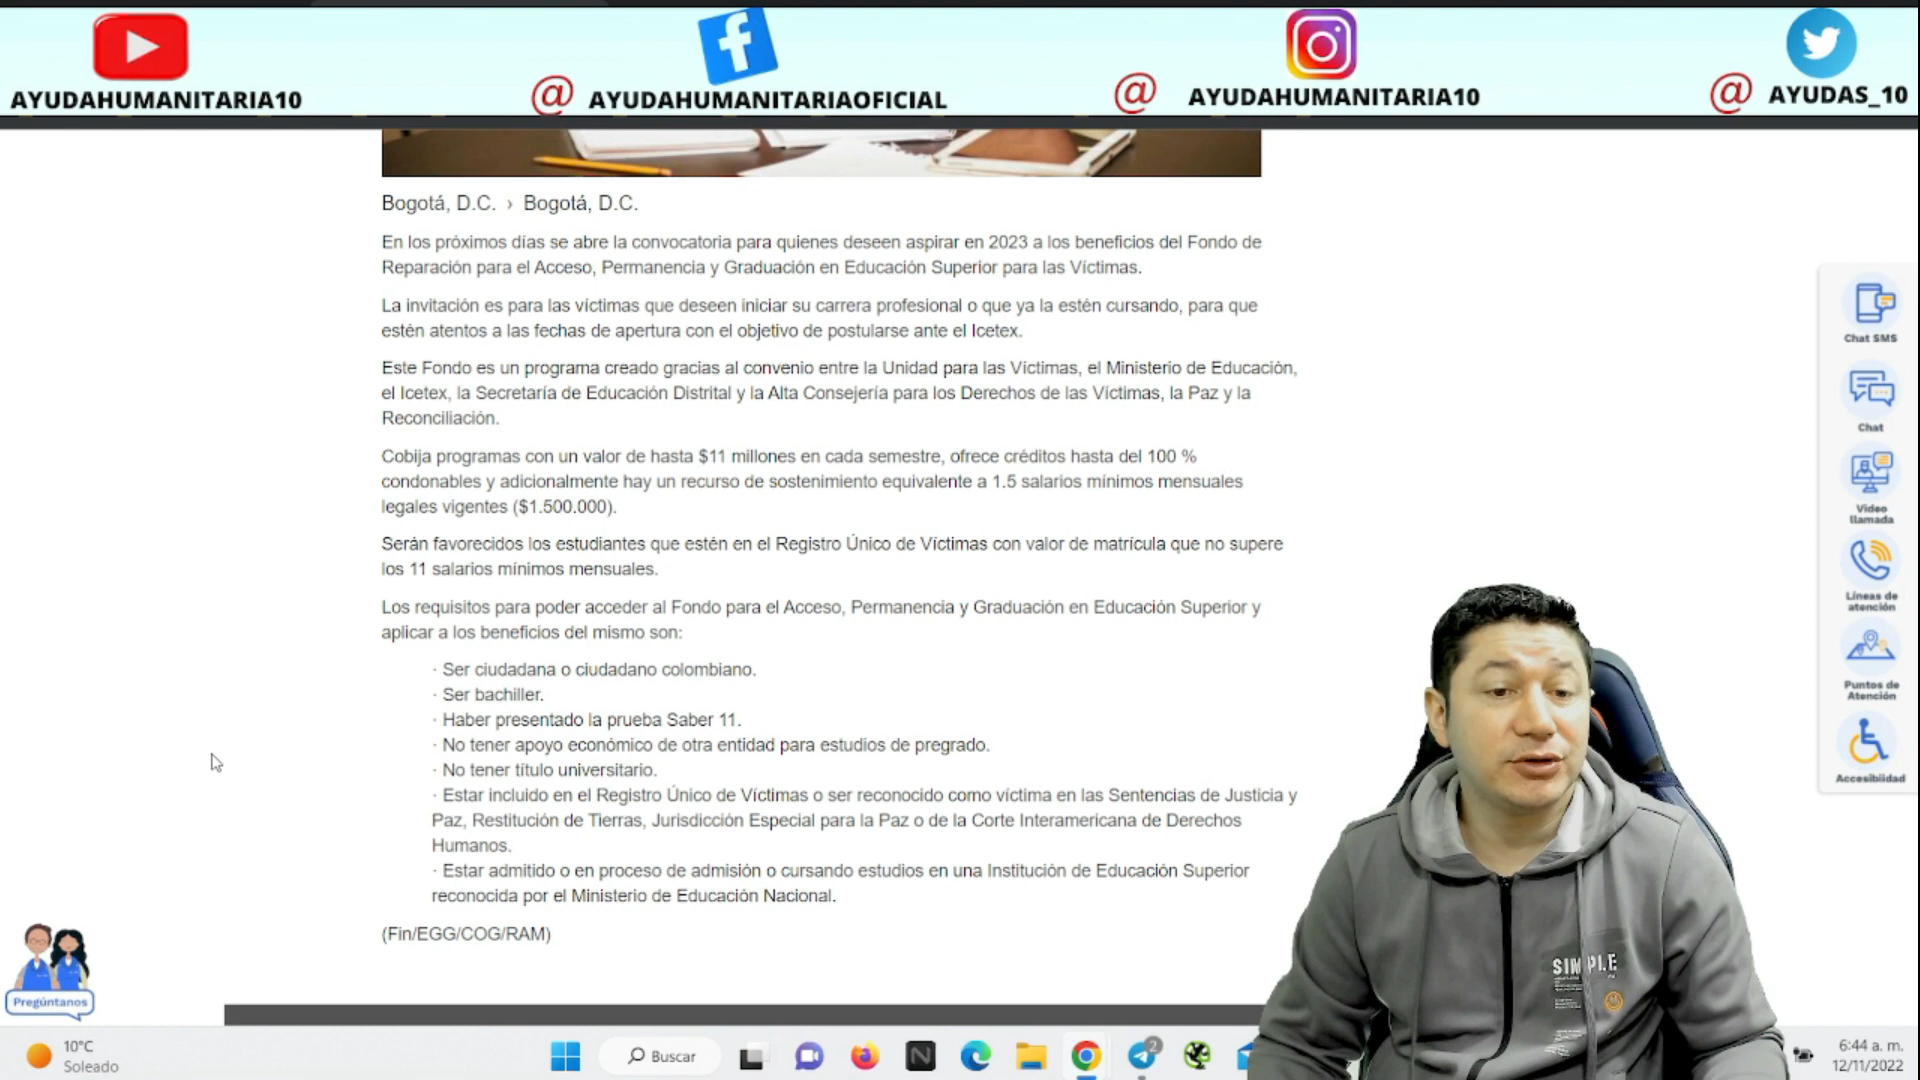 AYUDAHUMANITARIA10
@ AYUDAHUMANITARIAOFICIAL
@ AYUDAHUMANITARIA10
@ AYUDAS_10
Bogotá, D.C. › Bogotá, D.C.
En los próximos días se abre la convocatoria para quienes deseen aspirar en 2023 a los beneficios del Fondo de
Reparación para el Acceso, Permanencia y Graduación en Educación Superior para las Víctimas.
La invitación es para las víctimas que deseen iniciar su carrera profesional o que ya la estén cursando, para que
estén atentos a las fechas de apertura con el objetivo de postularse ante el Icetex.
Este Fondo es un programa creado gracias al convenio entre la Unidad para las Víctimas, el Ministerio de Educación,
el Icetex, la Secretaría de Educación Distrital y la Alta Consejería para los Derechos de las Víctimas, la Paz y la
Reconciliación.
Cobija programas con un valor de hasta $11 millones en cada semestre, ofrece créditos hasta del 100 %
condonables y adicionalmente hay un recurso de sostenimiento equivalente a 1.5 salarios mínimos mensuales
legales vigentes ($1.500.000).
Serán favorecidos los estudiantes que estén en el Registro Único de Víctimas con valor de matrícula que no supere
los 11 salarios mínimos mensuales.
Los requisitos para poder acceder al Fondo para el Acceso, Permanencia y Graduación en Educación Superior y
aplicar a los beneficios del mismo son:
· Ser ciudadana o ciudadano colombiano.
· Ser bachiller.
· Haber presentado la prueba Saber 11.
· No tener apoyo económico de otra entidad para estudios de pregrado.
· No tener título universitario.
· Estar incluido en el Registro Único de Víctimas o ser reconocido como víctima en las Sentencias de Justicia y
Paz, Restitución de Tierras, Jurisdicción Especial para la Paz o de la Corte Interamericana de Derechos
Humanos.
· Estar admitido o en proceso de admisión o cursando estudios en una Institución de Educación Superior
reconocida por el Ministerio de Educación Nacional.
(Fin/EGG/COG/RAM)
Chat SMS
Chat
Video
llamada
Líneas de
atención
Puntos de
Atención
Accesibilidad
Pregúntanos
SIMPLE
10°C
Soleado
Buscar
2
6:44 a. m.
12/11/2022